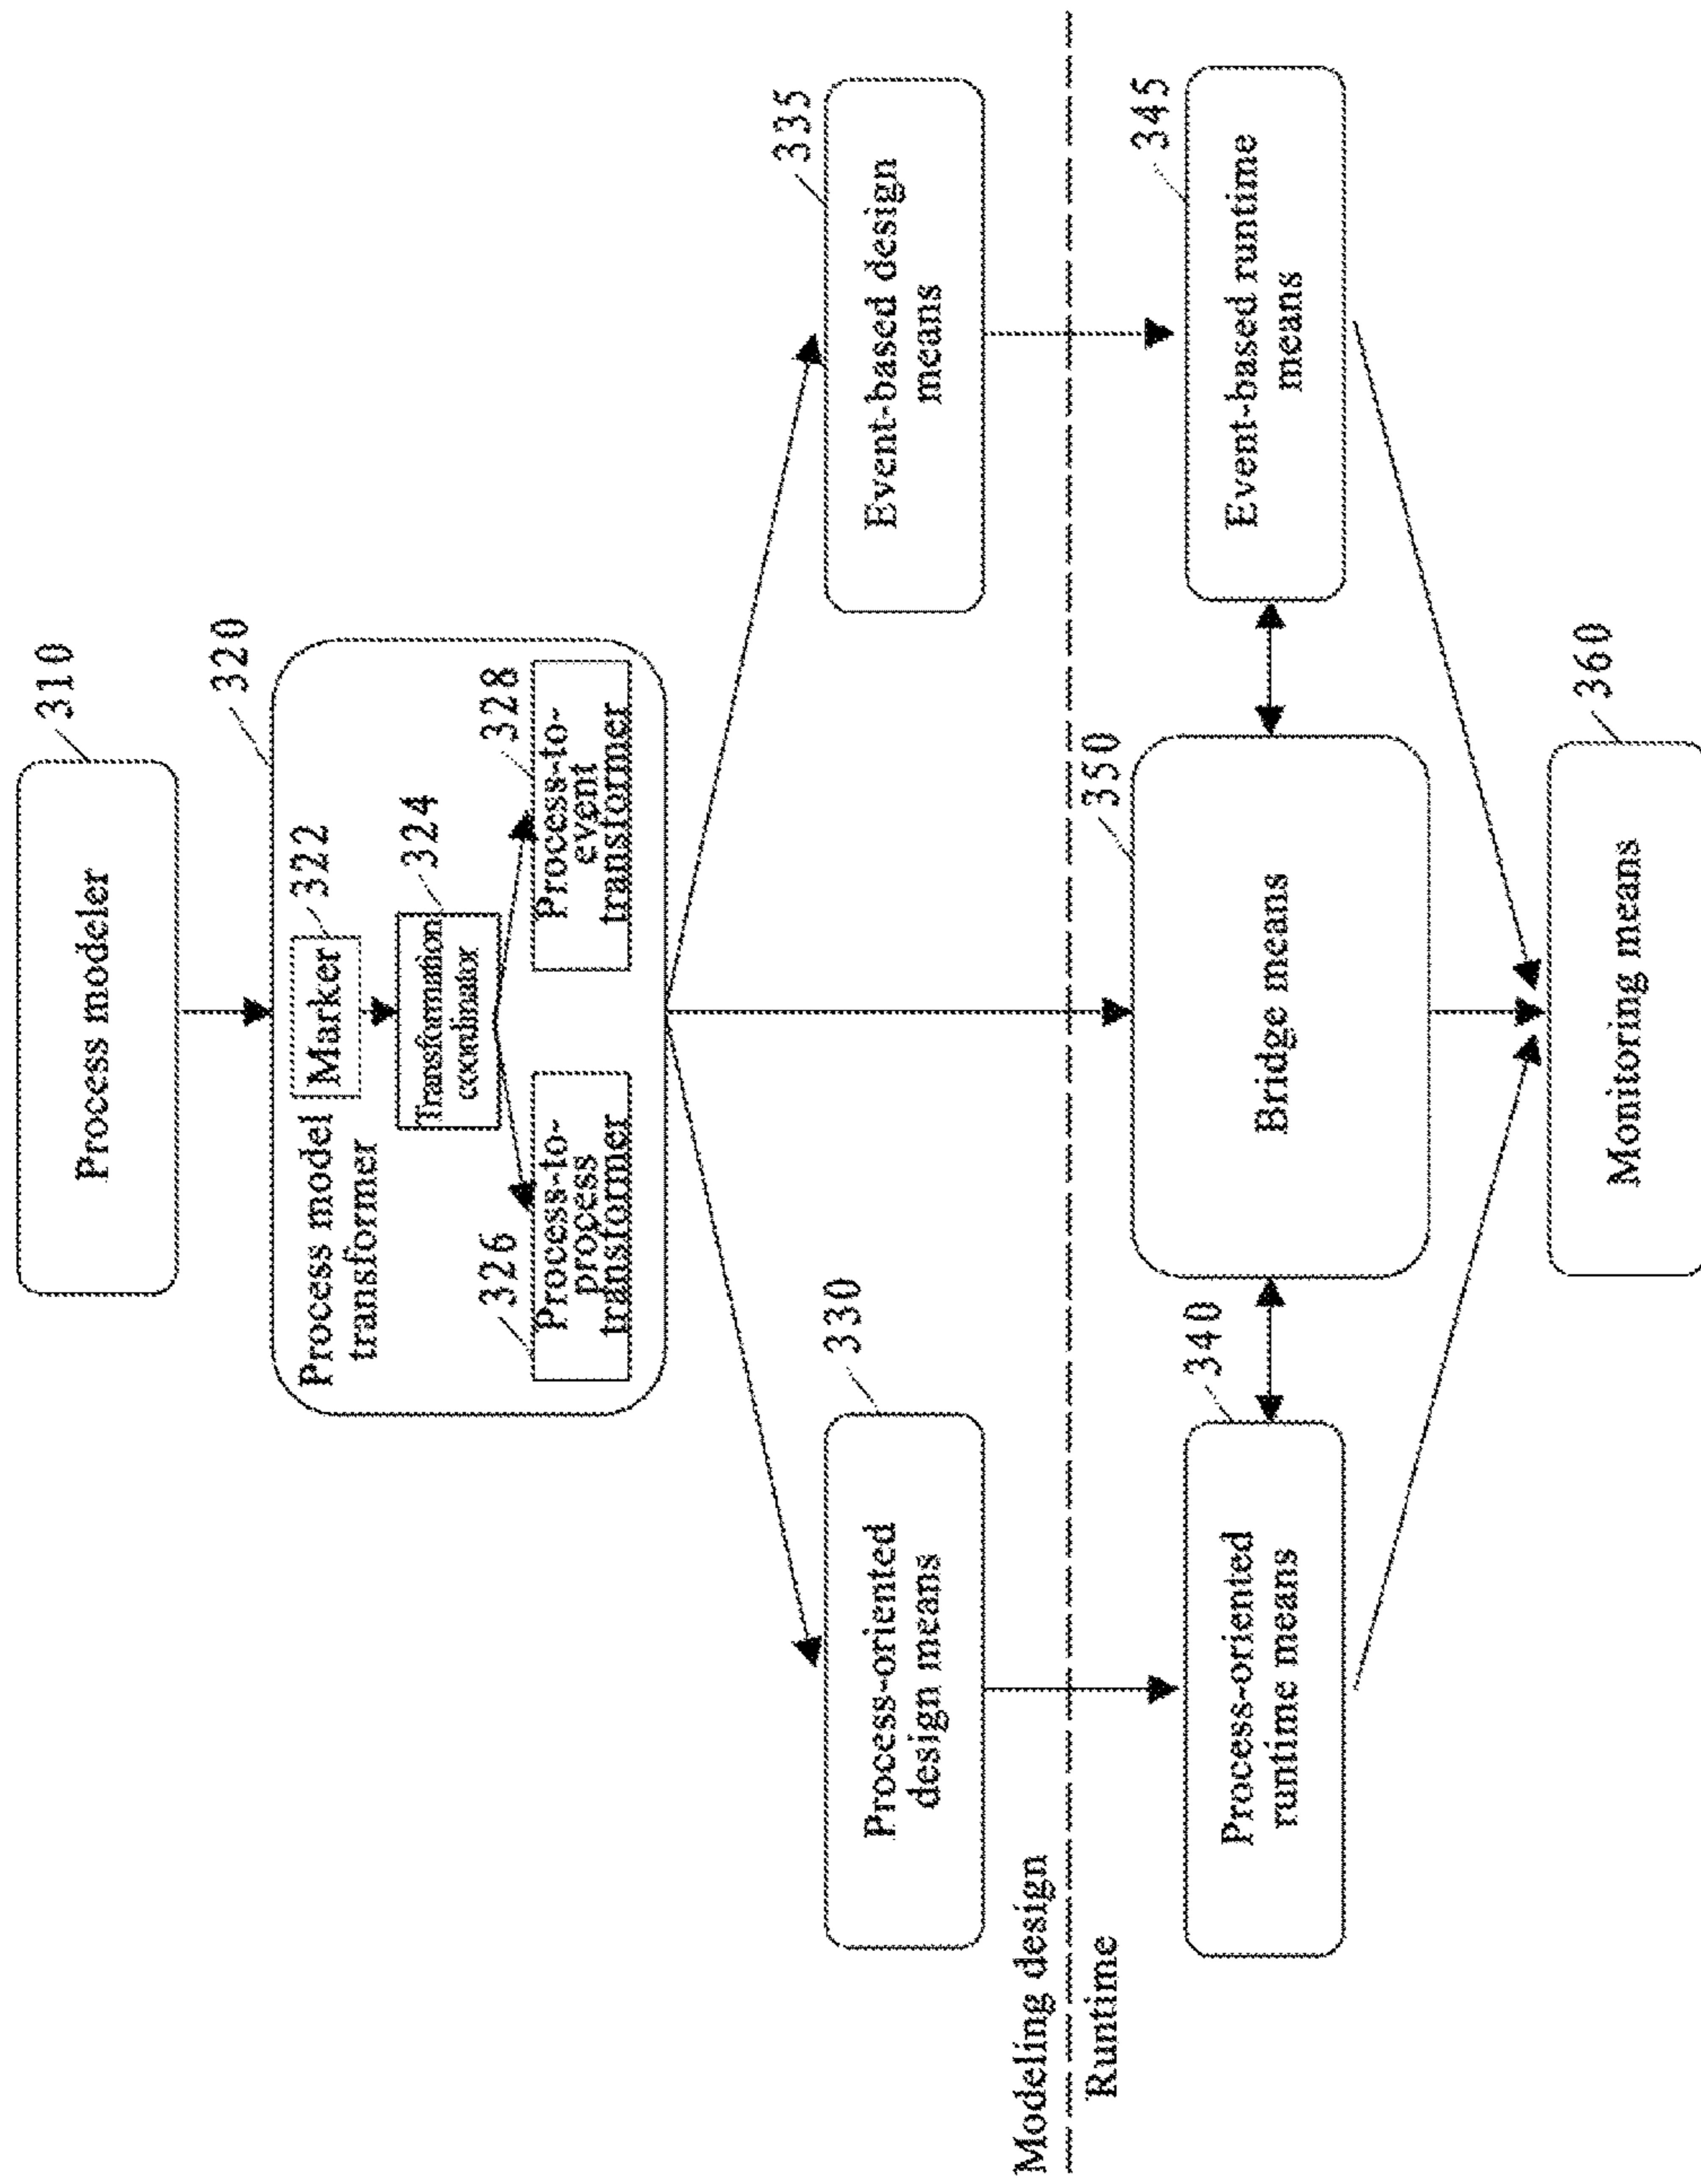 Process modeler
310
320
Process model
transformer
Marker
322
Transformation
coordinator
324
326
Process-to-
process
transformer
328
Process-to-
event
transformer
330
Process-oriented
design means
335
Event-based design
means
Modeling design
Runtime
340
Process-oriented
runtime means
350
Bridge means
345
Event-based runtime
means
360
Monitoring means